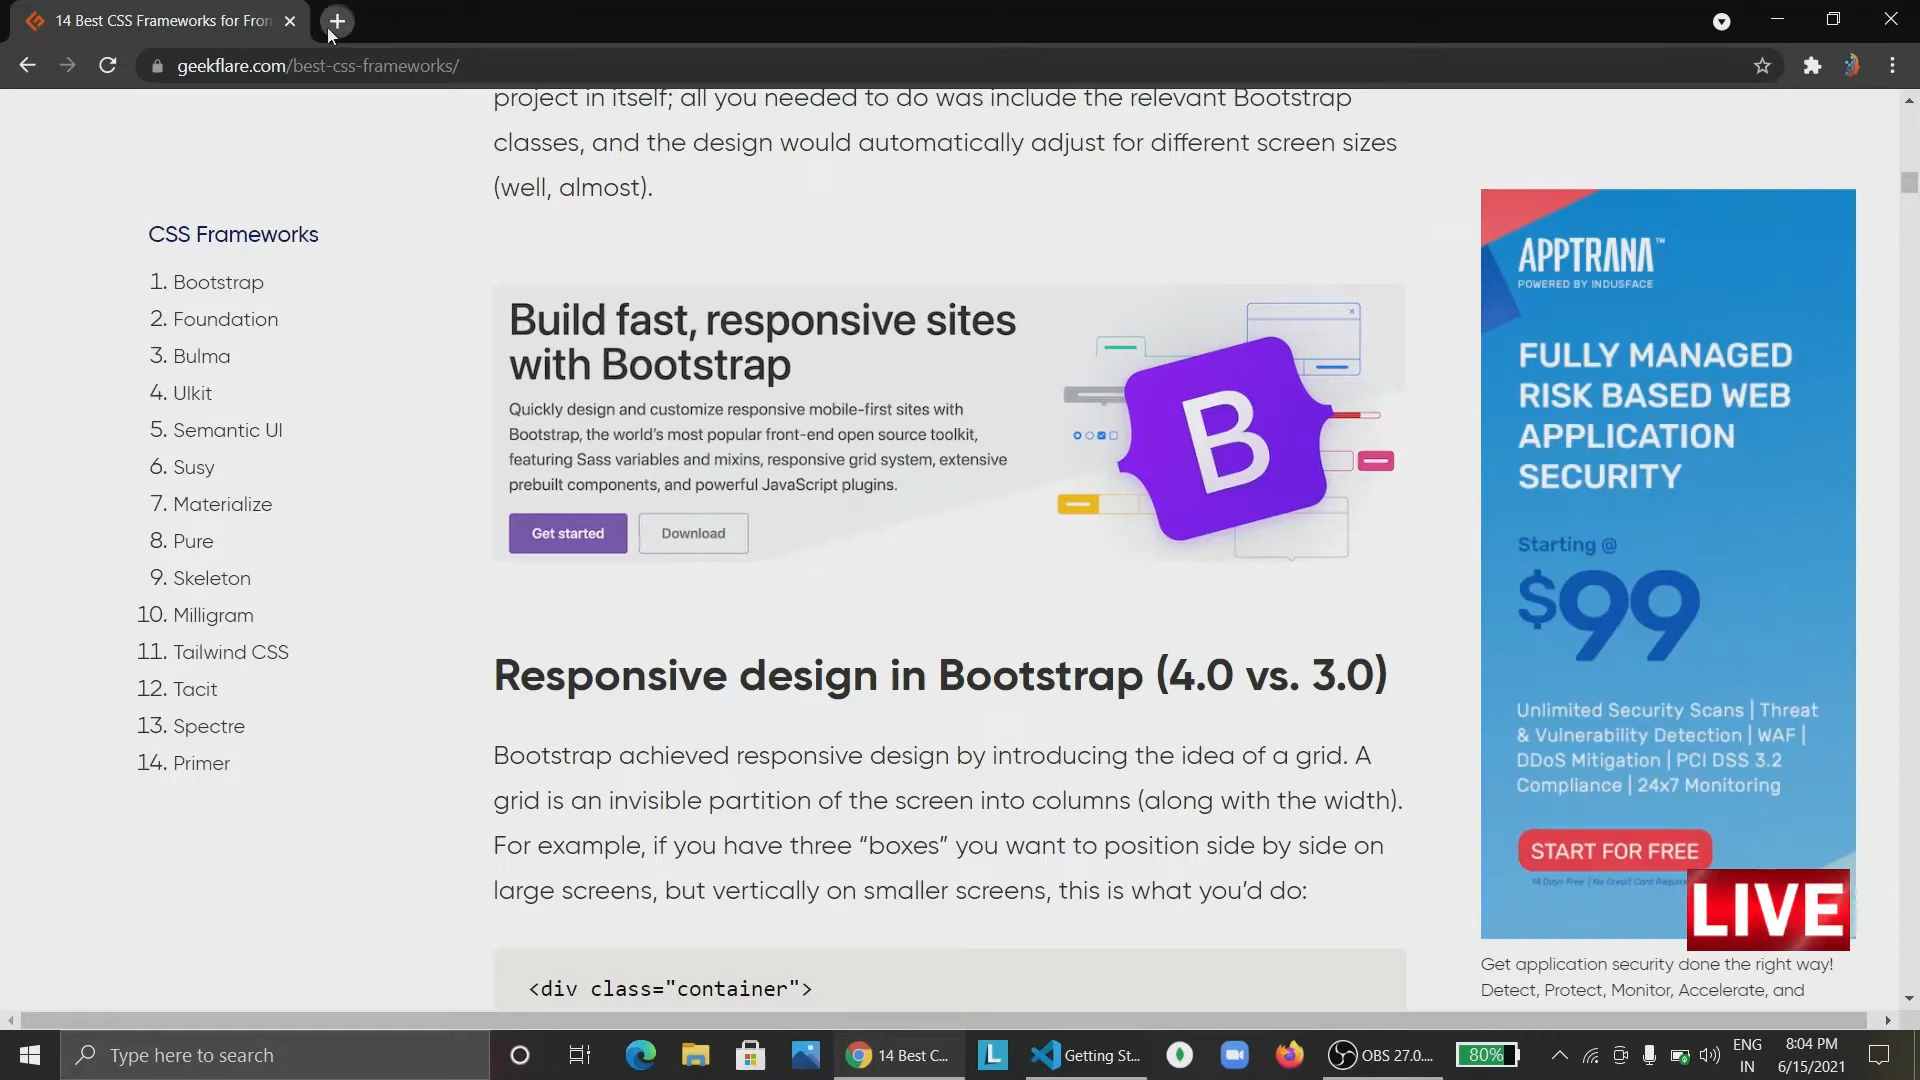 14 Best CSS Frameworks for Fron
geekflare.com/best-css-frameworks/
project in itself; all you needed to do was include the relevant Bootstrap
classes, and the design would automatically adjust for different screen sizes
(well, almost).
CSS Frameworks
1. Bootstrap
2. Foundation
3. Bulma
4. UIkit
5. Semantic UI
6. Susy
7. Materialize
8. Pure
9. Skeleton
10. Milligram
11. Tailwind CSS
12. Tacit
13. Spectre
14. Primer
Build fast, responsive sites
with Bootstrap
Quickly design and customize responsive mobile-first sites with
Bootstrap, the world's most popular front-end open source toolkit,
featuring Sass variables and mixins, responsive grid system, extensive
prebuilt components, and powerful JavaScript plugins.
Get started
Download
B
Responsive design in Bootstrap (4.0 vs. 3.0)
Bootstrap achieved responsive design by introducing the idea of a grid. A
grid is an invisible partition of the screen into columns (along with the width).
For example, if you have three “boxes” you want to position side by side on
large screens, but vertically on smaller screens, this is what you’d do:
<div class="container">
APPTRANA™
POWERED BY INDUSFACE
FULLY MANAGED
RISK BASED WEB
APPLICATION
SECURITY
Starting @
$99
Unlimited Security Scans | Threat
& Vulnerability Detection | WAF |
DDoS Mitigation | PCI DSS 3.2
Compliance | 24x7 Monitoring
START FOR FREE
14 Days Free | No Credit Card
LIVE
Get application security done the right way!
Detect, Protect, Monitor, Accelerate, and
Type here to search
14 Best C...
L
Getting St...
OBS 27.0....
80%
ENG
IN
8:04 PM
6/15/2021